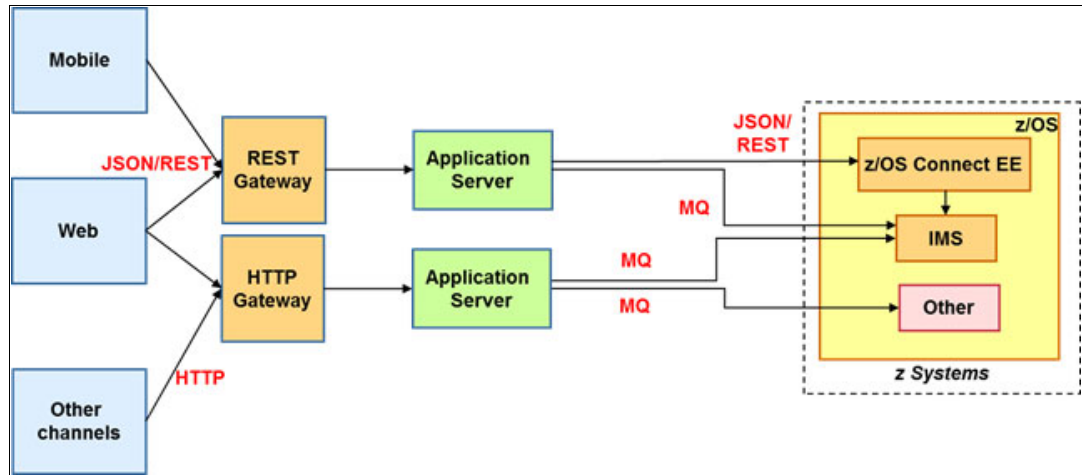 Mobile
JSON/REST
Web
Other
channels
HTTP
REST
Gateway
HTTP
Gateway
Application
Server
Application
Server
JSON/
REST
MQ
MQ
MQ
z/OS
z/OS Connect EE
IMS
Other
z Systems